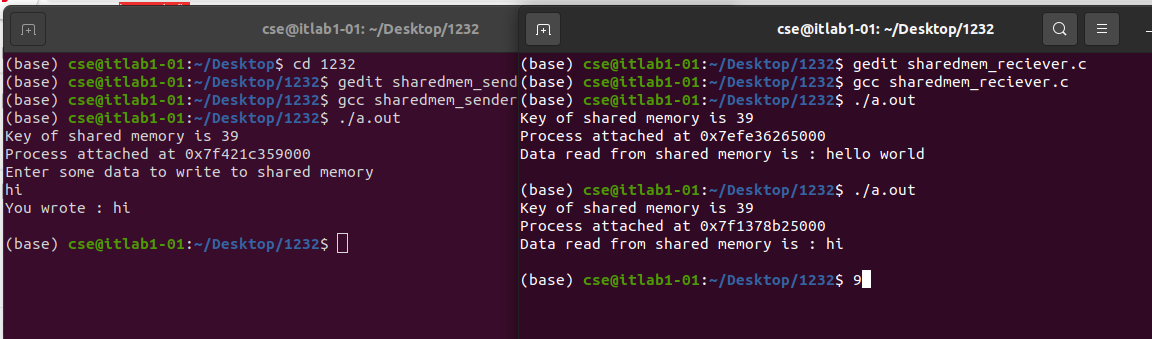 cse@itlab1-01: ~/Desktop/1232
(base) cse@itlab1-01:~/Desktop$ cd 1232
(base) cse@itlab1-01:~/Desktop/1232$ gedit sharedmem_send
(base) cse@itlab1-01:~/Desktop/1232$ gcc sharedmem_sender
(base) cse@itlab1-01:~/Desktop/1232$ ./a.out
Key of shared memory is 39
Process attached at 0x7f421c359000
Enter some data to write to shared memory
hi
You wrote : hi
(base) cse@itlab1-01:~/Desktop/1232$
cse@itlab1-01: ~/Desktop/1232
(base) cse@itlab1-01:~/Desktop/1232$ gedit sharedmem_reciever.c
(base) cse@itlab1-01:~/Desktop/1232$ gcc sharedmem_reciever.c
(base) cse@itlab1-01:~/Desktop/1232$ ./a.out
Key of shared memory is 39
Process attached at 0x7efe36265000
Data read from shared memory is : hello world
(base) cse@itlab1-01:~/Desktop/1232$ ./a.out
Key of shared memory is 39
Process attached at 0x7f1378b25000
Data read from shared memory is : hi
(base) cse@itlab1-01:~/Desktop/1232$ 9